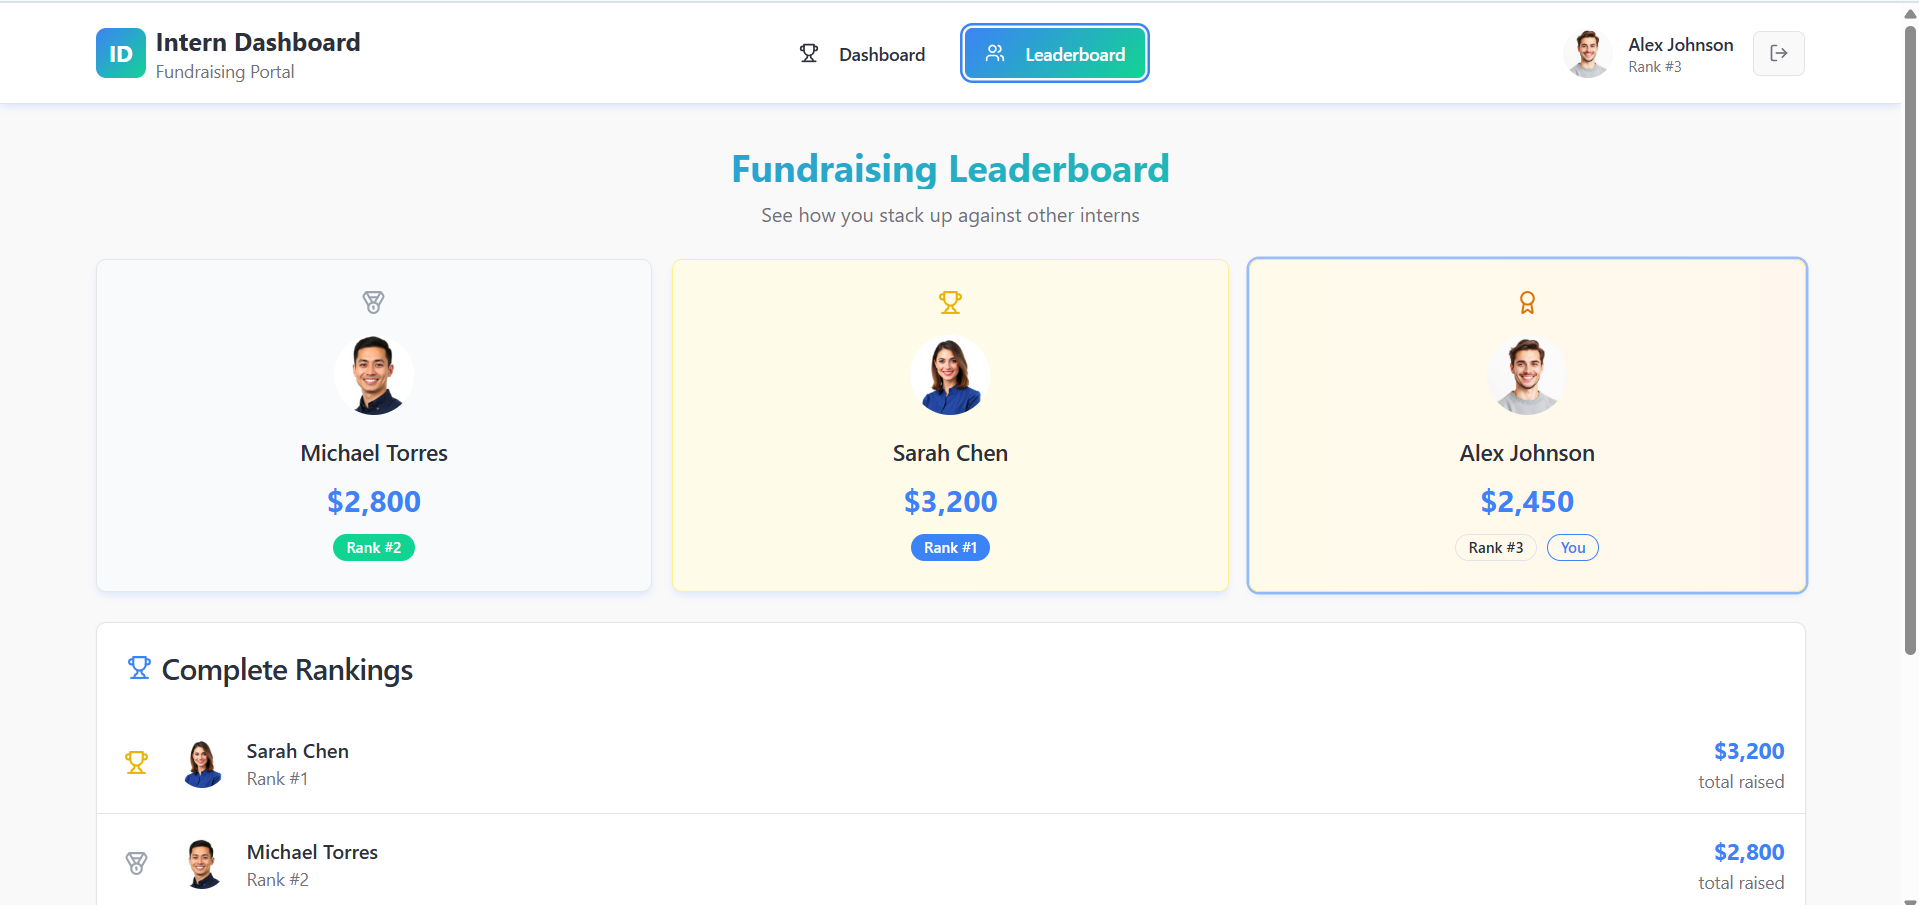 ID
Intern Dashboard
Fundraising Portal
Dashboard
Leaderboard
Alex Johnson
Rank #3
Fundraising Leaderboard
See how you stack up against other interns
Michael Torres
$2,800
Rank #2
Sarah Chen
$3,200
Rank #1
Alex Johnson
$2,450
Rank #3 You
Complete Rankings
Sarah Chen
Rank #1
$3,200
total raised
Michael Torres
Rank #2
$2,800
total raised